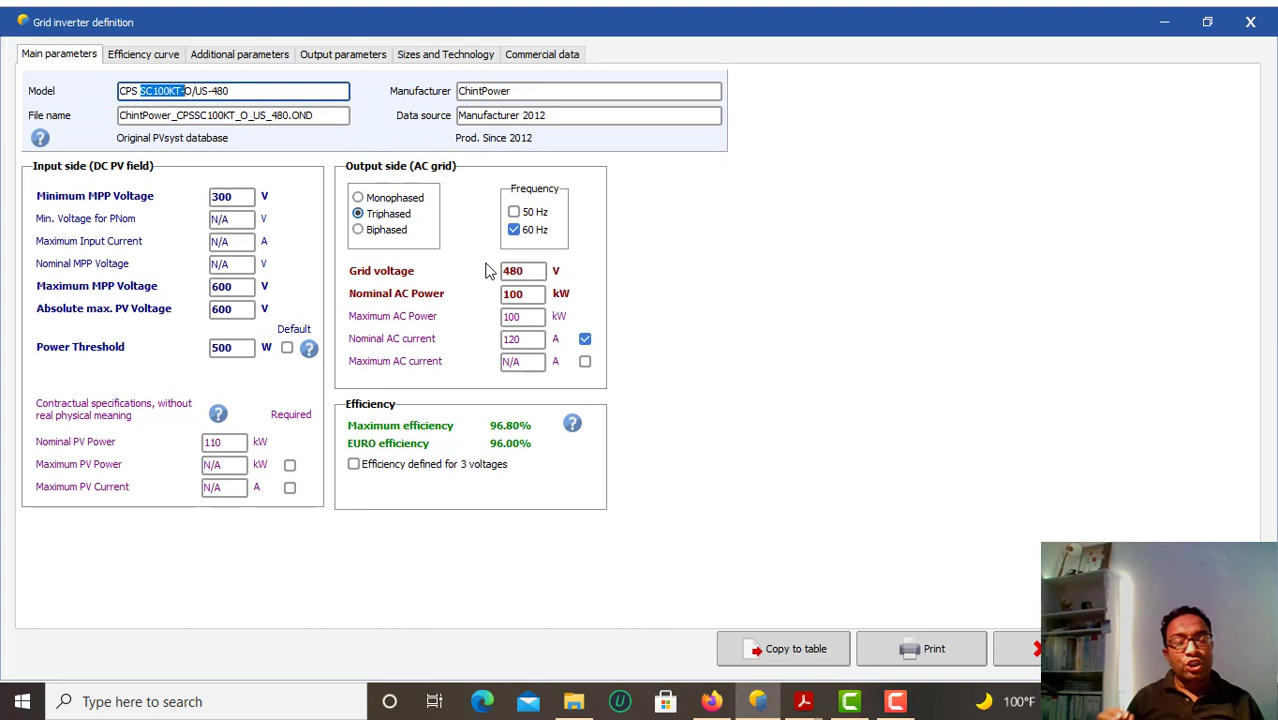 Grid inverter definition
Main parameters Efficiency curve Additional parameters Output parameters Sizes and Technology Commercial data
Model CPS SC100KT-O/US-480 Manufacturer ChintPower
File name ChintPower_CPSSC100KT_O_US_480.OND Data source Manufacturer 2012
? Original PVsyst database Prod. Since 2012
Input side (DC PV field)
Minimum MPP Voltage 300 V
Min. Voltage for PNom N/A V
Maximum Input Current N/A A
Nominal MPP Voltage N/A V
Maximum MPP Voltage 600 V
Absolute max. PV Voltage 600 V
Default
Power Threshold 500 W ?
Contractual specifications, without
real physical meaning ? Required
Nominal PV Power 110 kW
Maximum PV Power N/A kW
Maximum PV Current N/A A
Output side (AC grid)
Monophased
Triphased
Biphased
Frequency
50 Hz
60 Hz
Grid voltage 480 V
Nominal AC Power 100 kW
Maximum AC Power 100 kW
Nominal AC current 120 A
Maximum AC current N/A A
Efficiency
Maximum efficiency 96.80% ?
EURO efficiency 96.00%
Efficiency defined for 3 voltages
Copy to table Print
Type here to search 100°F